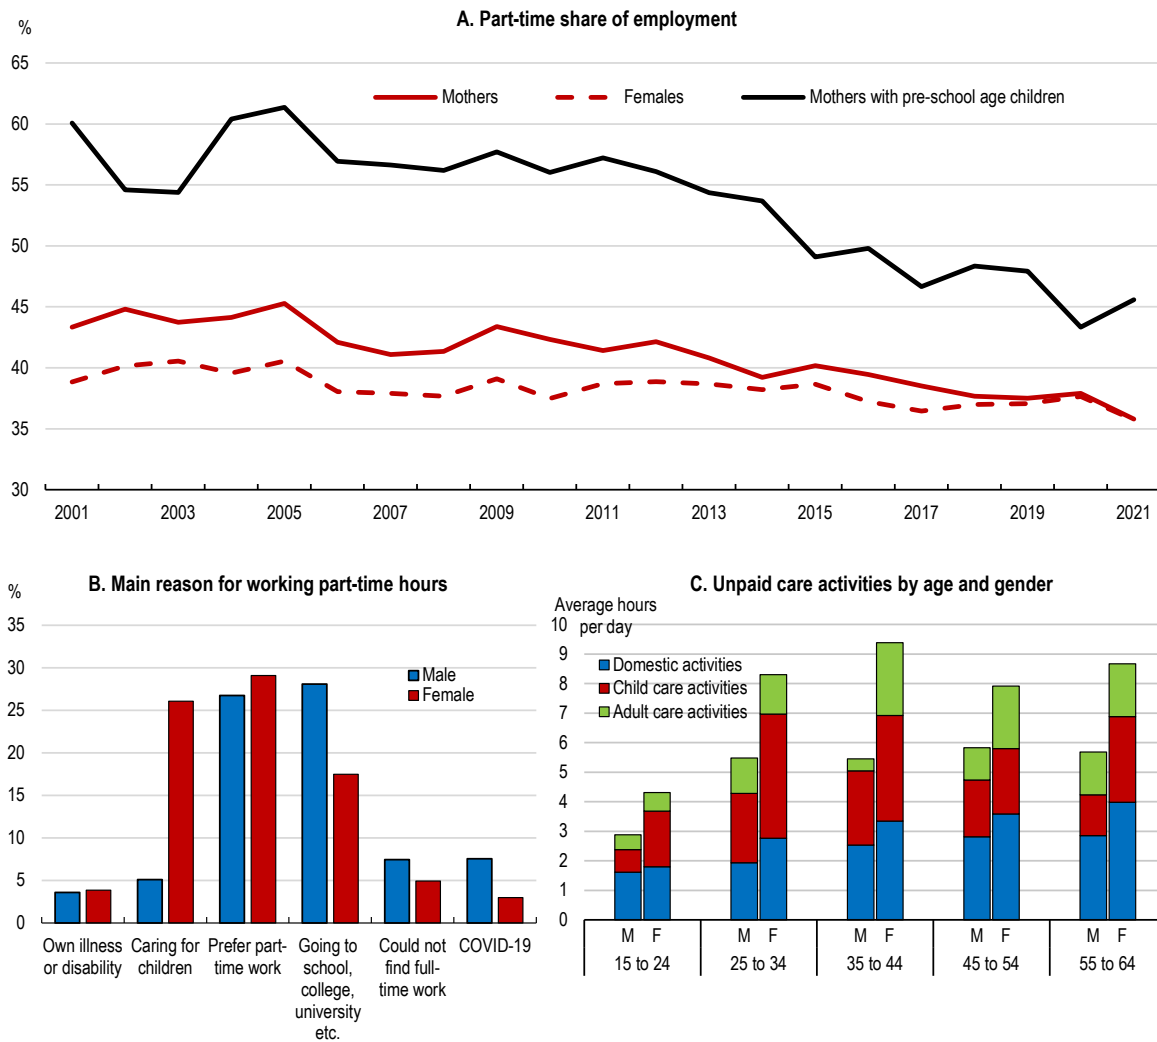 A. Part-time share of employment
%
65
60
55
50
45
40
35
30
Mothers
Females
Mothers with pre-school age children
2001
2003
2005
2007
2009
2011
2013
2015
2017
2019
2021
B. Main reason for working part-time hours
%
35
30
25
20
15
10
5
0
Male
Female
Own illness
or disability
Caring for
children
Prefer part-
time work
Going to
school,
college,
university
etc.
Could not
find full-
time work
COVID-19
C. Unpaid care activities by age and gender
Average hours
per day
10
9
8
7
6
5
4
3
2
1
0
Domestic activities
Child care activities
Adult care activities
M F M F M F M F M F
15 to 24
25 to 34
35 to 44
45 to 54
55 to 64